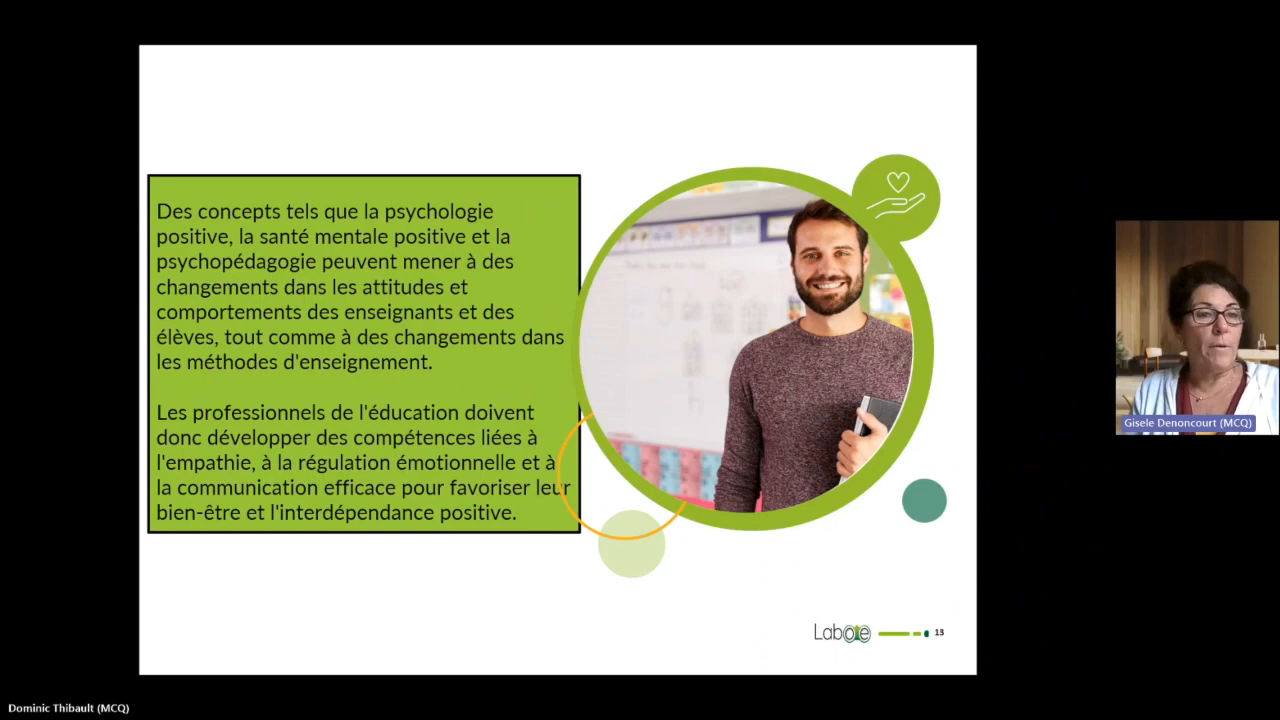 Des concepts tels que la psychologie
positive, la santé mentale positive et la
psychopédagogie peuvent mener à des
changements dans les attitudes et
comportements des enseignants et des
élèves, tout comme à des changements dans
les méthodes d'enseignement.
Les professionnels de l'éducation doivent
donc développer des compétences liées à
l'empathie, à la régulation émotionnelle et à
la communication efficace pour favoriser leur
bien-être et l'interdépendance positive.
Gisele Denoncourt (MCQ)
13
Dominic Thibault (MCQ)